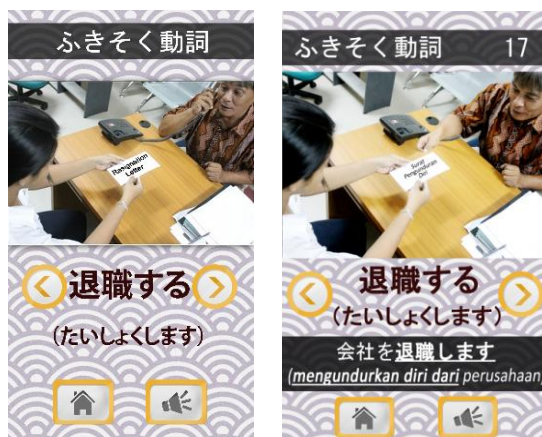 ふきそく動詞
Resignation
Letter
退職する
(たいしょくします)
ふきそく動詞 17
Surat
Pengunduran
Diri
退職する
(たいしょくします)
会社を退職します
(mengundurkan diri dari perusahaan)